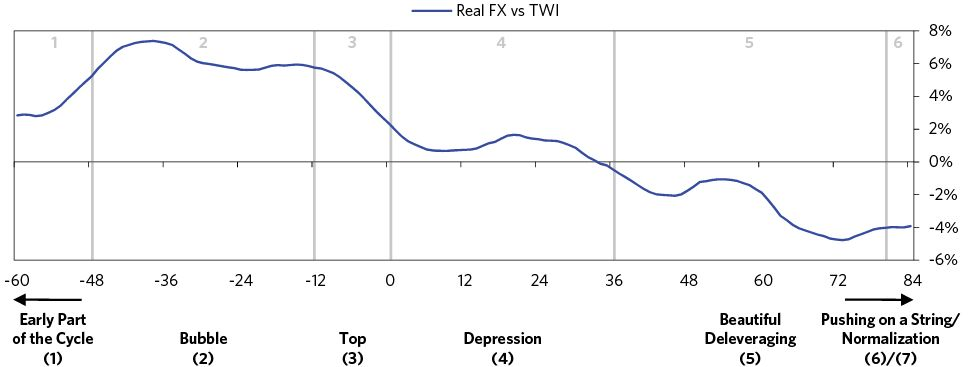 Real FX vs TWI
1 2 3 4 5 6
8%
6%
4%
2%
0%
-2%
-4%
-6%
-60 -48 -36 -24 -12 0 12 24 36 48 60 72 84
Early Part
of the Cycle
(1)
Bubble
(2)
Top
(3)
Depression
(4)
Beautiful
Deleveraging
(5)
Pushing on a String/
Normalization
(6)/(7)